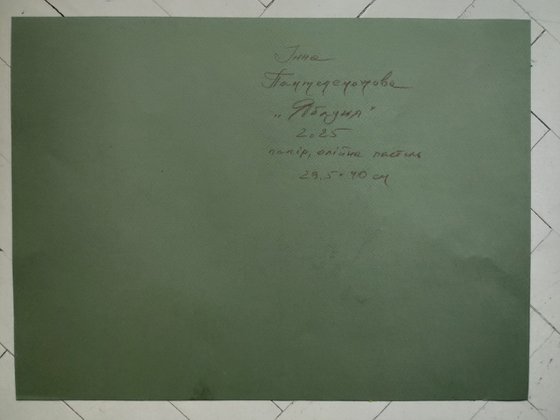 Інна
Пантелемонова
„Яблуня"
2025
папір, олійна пастель
29.5 × 40 см